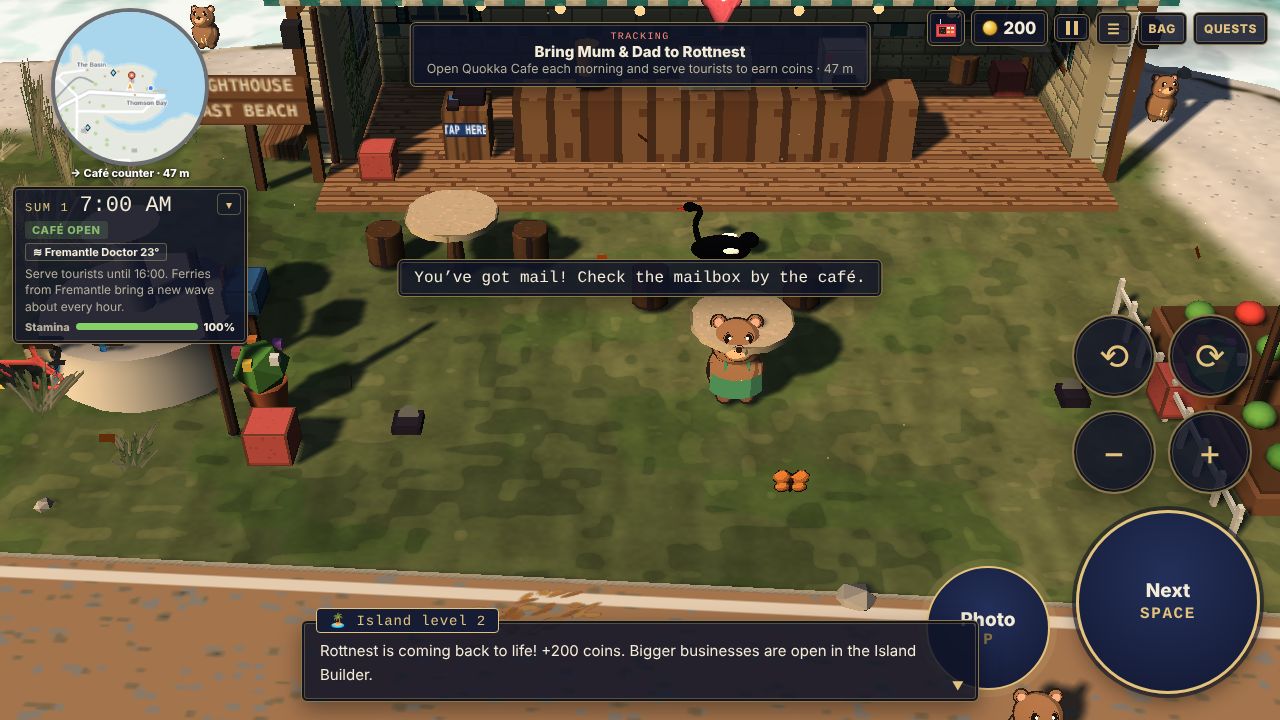 TRACKING
Bring Mum & Dad to Rottnest
Open Quokka Cafe each morning and serve tourists to earn coins · 47 m
200
BAG
QUESTS
The Basin
Thomson Bay
→ Café counter · 47 m
GHTHOUSE
AST BEACH
TAP HERE
SUM 1 7:00 AM
▼
CAFÉ OPEN
≋ Fremantle Doctor 23°
Serve tourists until 16:00. Ferries
from Fremantle bring a new wave
about every hour.
Stamina 100%
You’ve got mail! Check the mailbox by the café.
Next
SPACE
Photo
P
🏝️ Island level 2
Rottnest is coming back to life! +200 coins. Bigger businesses are open in the Island
Builder.
▼